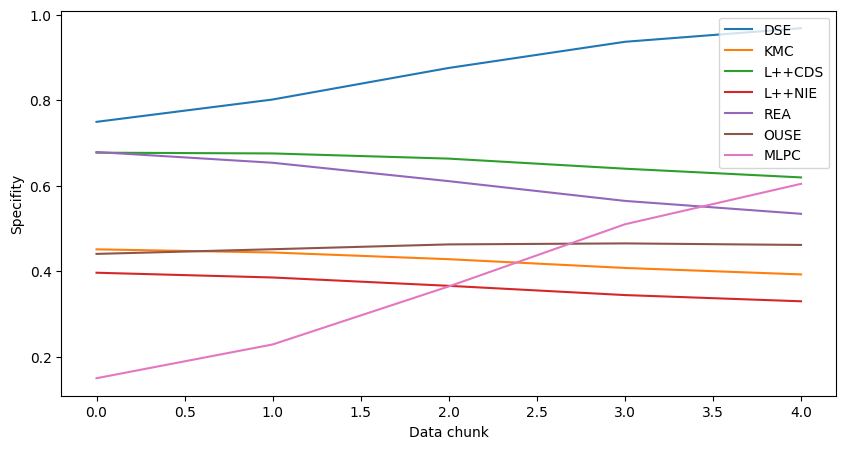 1.0
0.8
0.6
0.4
0.2
Specifity
0.0 0.5 1.0 1.5 2.0 2.5 3.0 3.5 4.0
Data chunk
DSE
KMC
L++CDS
L++NIE
REA
OUSE
MLPC